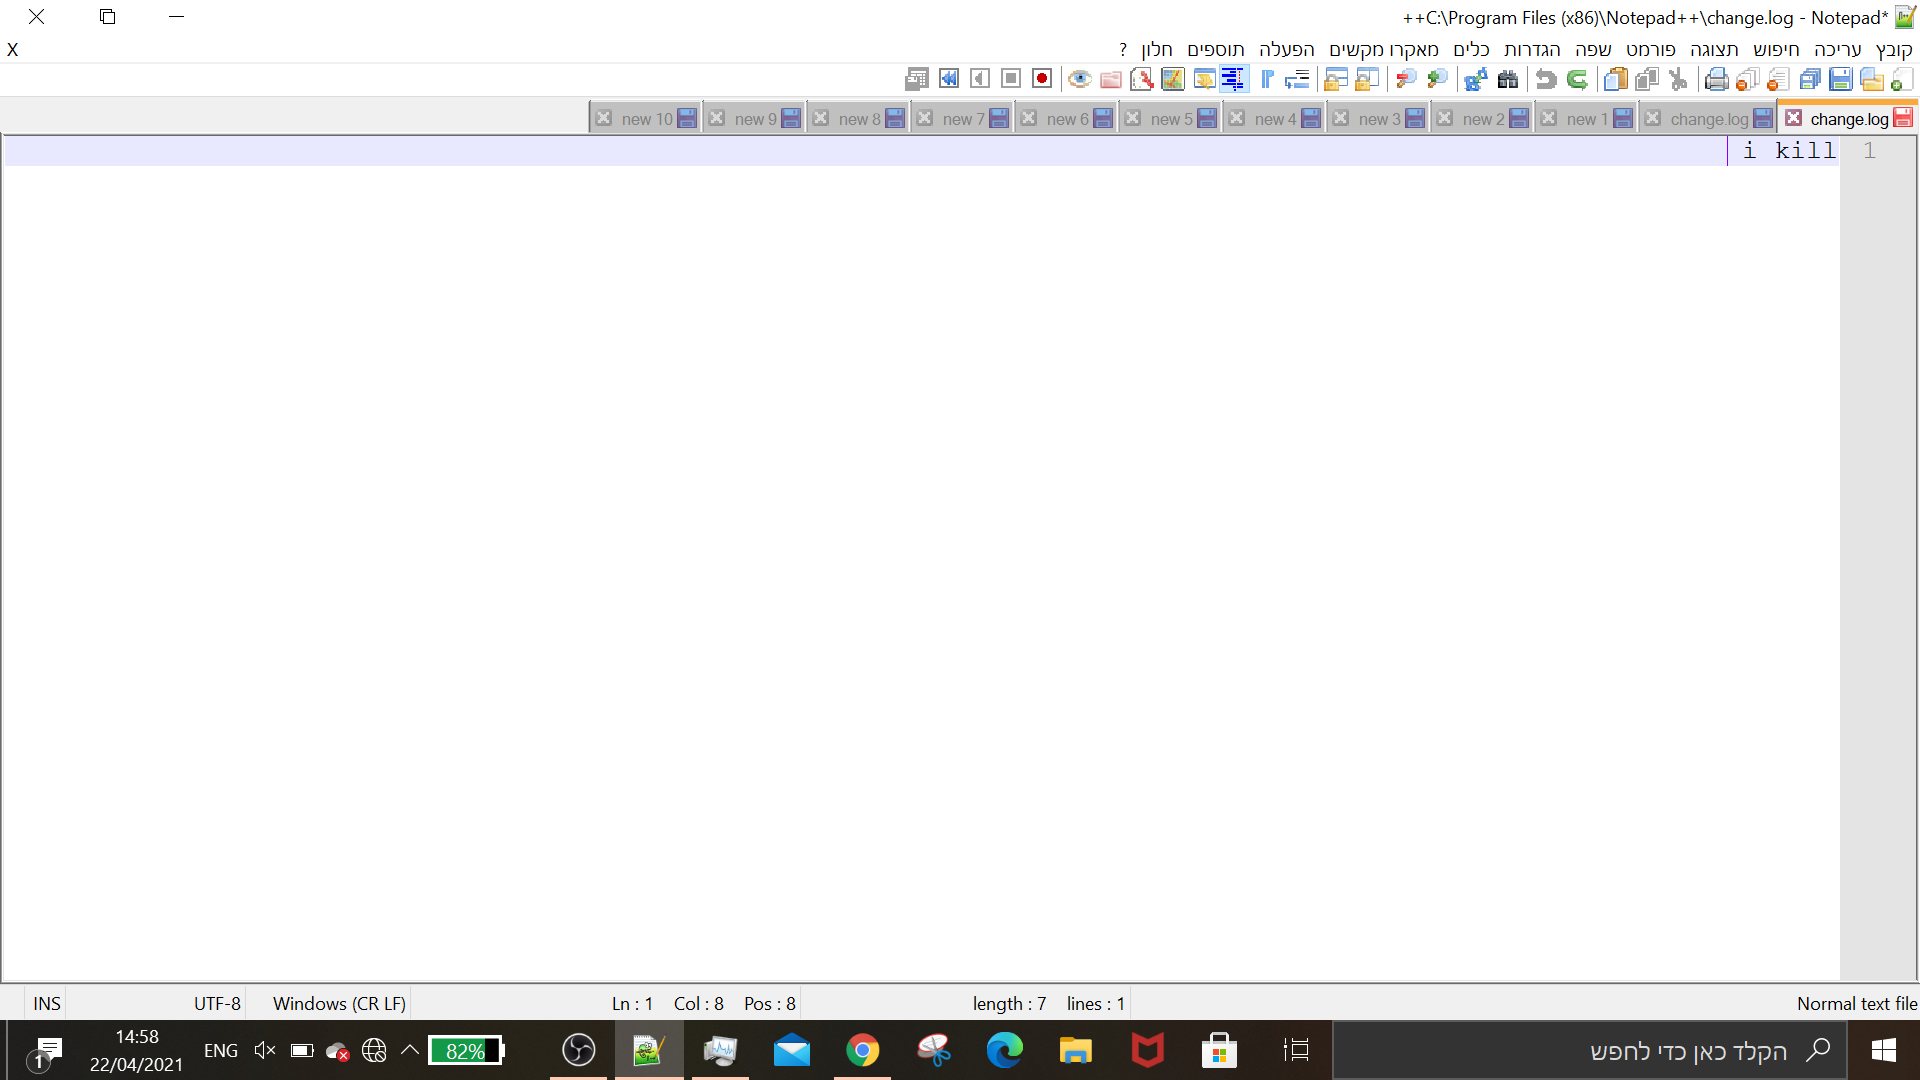 ++C:\Program Files (x86)\Notepad++\change.log - Notepad*
קובץ עריכה חיפוש תצוגה פורמט שפה הגדרות כלים מאקרו מקשים הפעלה תוספים חלון ? X
change.log change.log new 1 new 2 new 3 new 4 new 5 new 6 new 7 new 8 new 9 new 10
1 i kill
INS UTF-8 Windows (CR LF) Ln : 1 Col : 8 Pos : 8 length : 7 lines : 1 Normal text file
14:58
22/04/2021
1
ENG
82%
הקלד כאן כדי לחפש